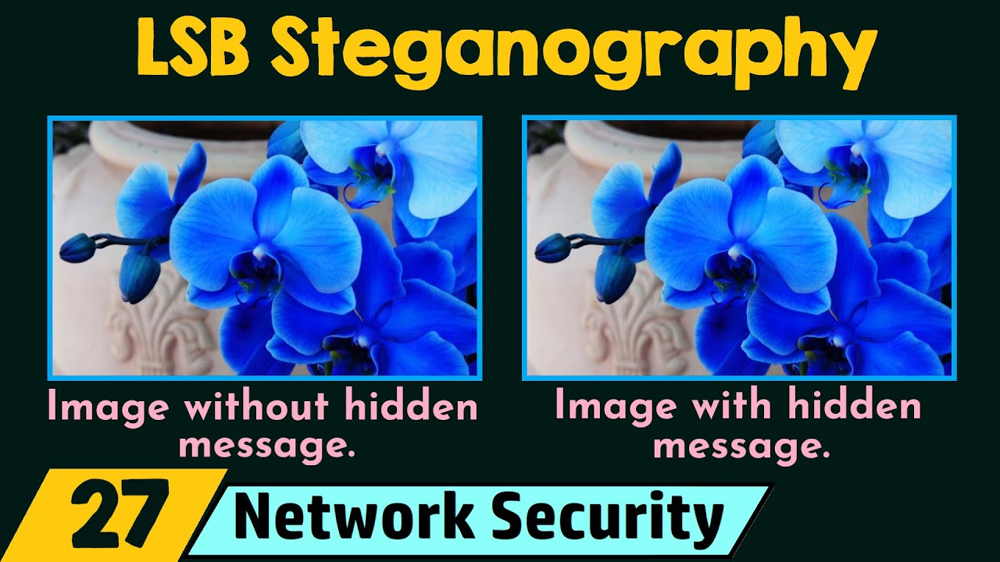 LSB Steganography
Image without hidden
message.
Image with hidden
message.
27
Network Security